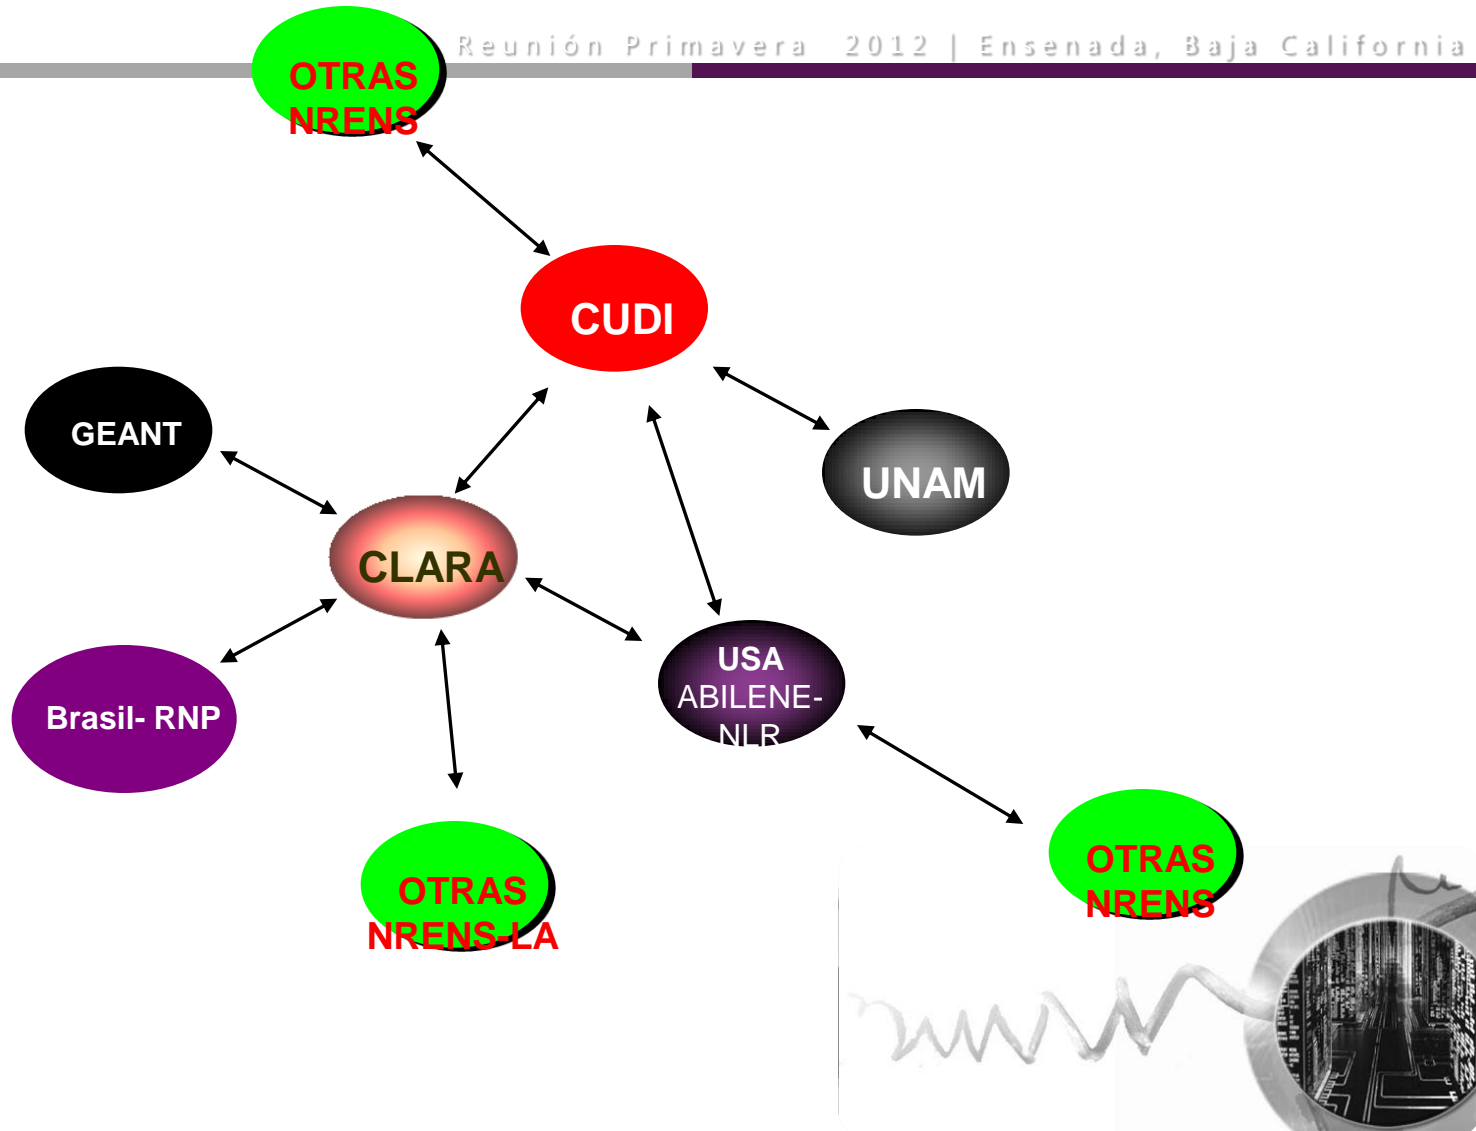 Reunión Primavera 2012 | Ensenada, Baja California
OTRAS
NRENS
CUDI
GEANT
UNAM
CLARA
USA
ABILENE-
NLR
Brasil- RNP
OTRAS
NRENS
OTRAS
NRENS-LA